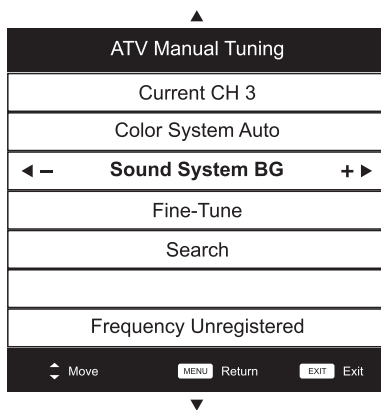 ATV Manual Tuning
Current CH 3
Color System Auto
– Sound System BG +
Fine-Tune
Search
Frequency Unregistered
Move MENU Return EXIT Exit